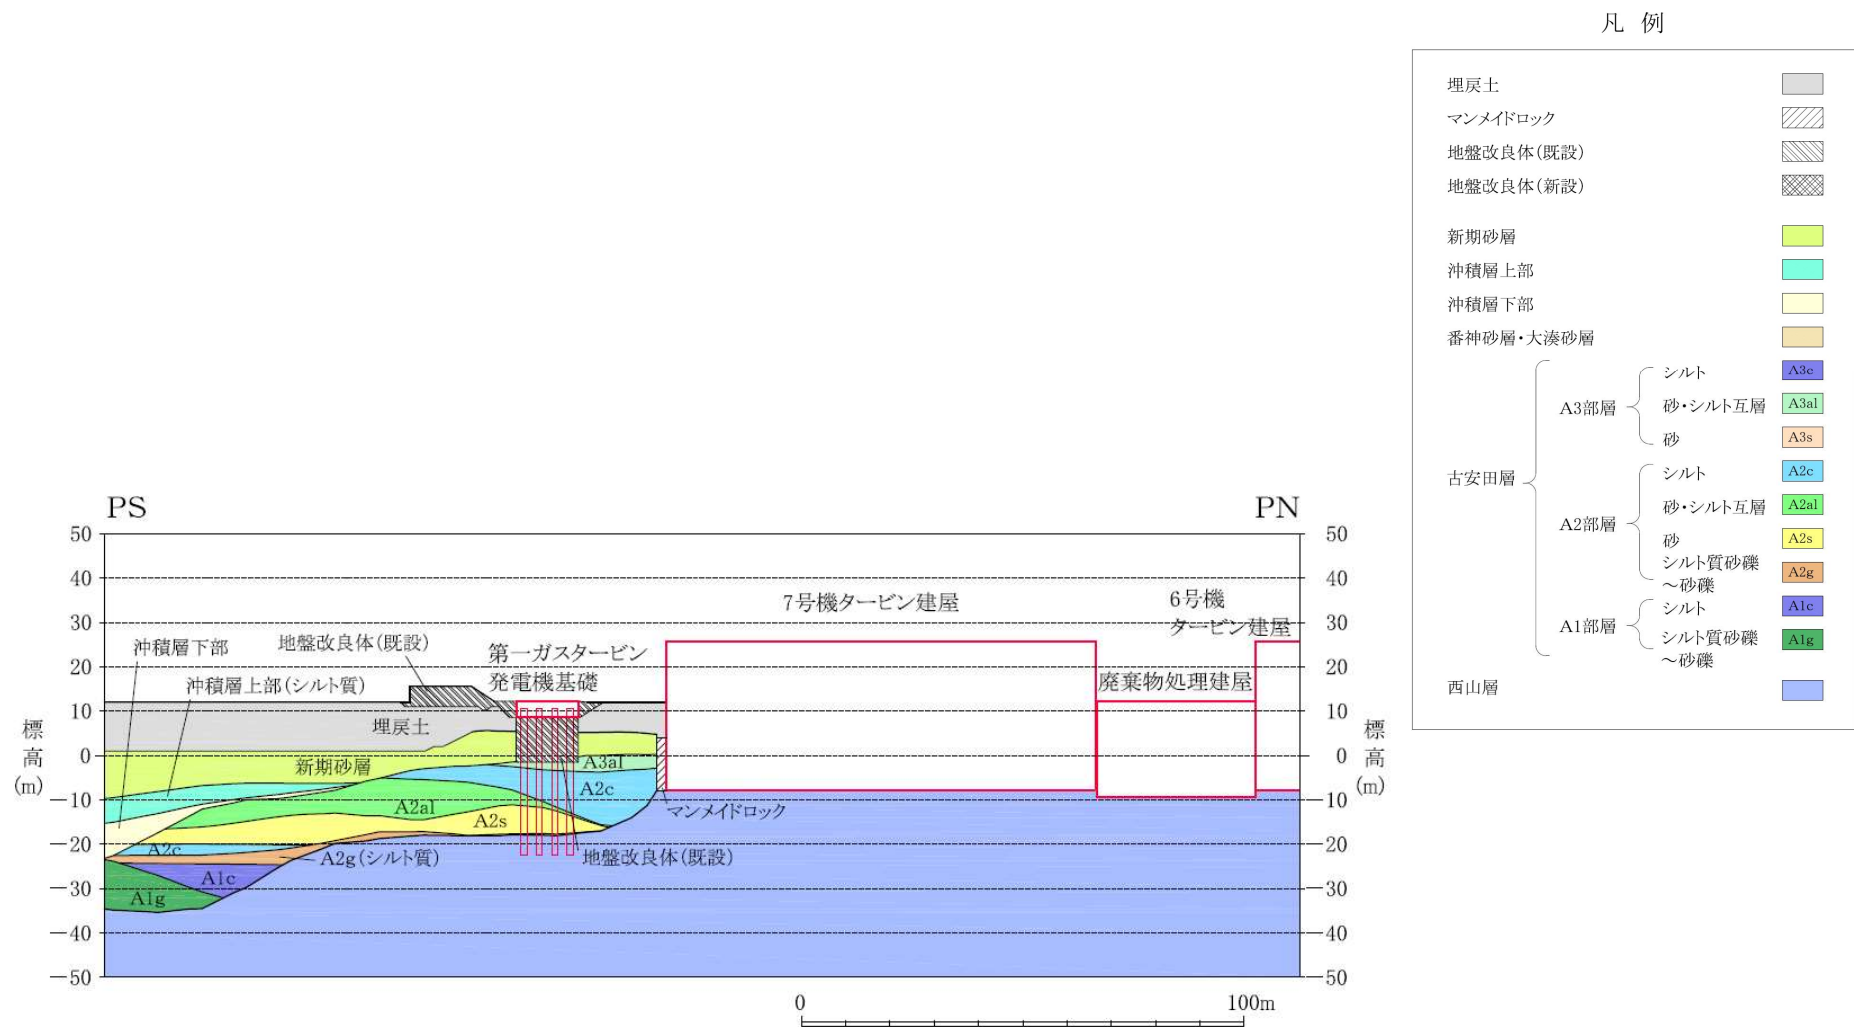 凡 例
埋戻土
マンメイドロック
地盤改良体(既設)
地盤改良体(新設)
新期砂層
沖積層上部
沖積層下部
番神砂層・大湊砂層
古安田層
A3部層
シルト A3c
砂・シルト互層 A3al
砂 A3s
A2部層
シルト A2c
砂・シルト互層 A2al
砂 A2s
シルト質砂礫
~砂礫 A2g
A1部層
シルト A1c
シルト質砂礫
~砂礫 A1g
西山層
PS
PN
50
40
30
20
10
0
-10
-20
-30
-40
-50
標
高
(m)
沖積層下部
沖積層上部(シルト質)
地盤改良体(既設)
第一ガスタービン
発電機基礎
7号機タービン建屋
6号機
タービン建屋
廃棄物処理建屋
埋戻土
新期砂層
A3al
A2c
A2al
A2s
マンメイドロック
A2c
A2g(シルト質)
地盤改良体(既設)
A1c
A1g
50
40
30
20
10
0
-10
-20
-30
-40
-50
標
高
(m)
0
100m